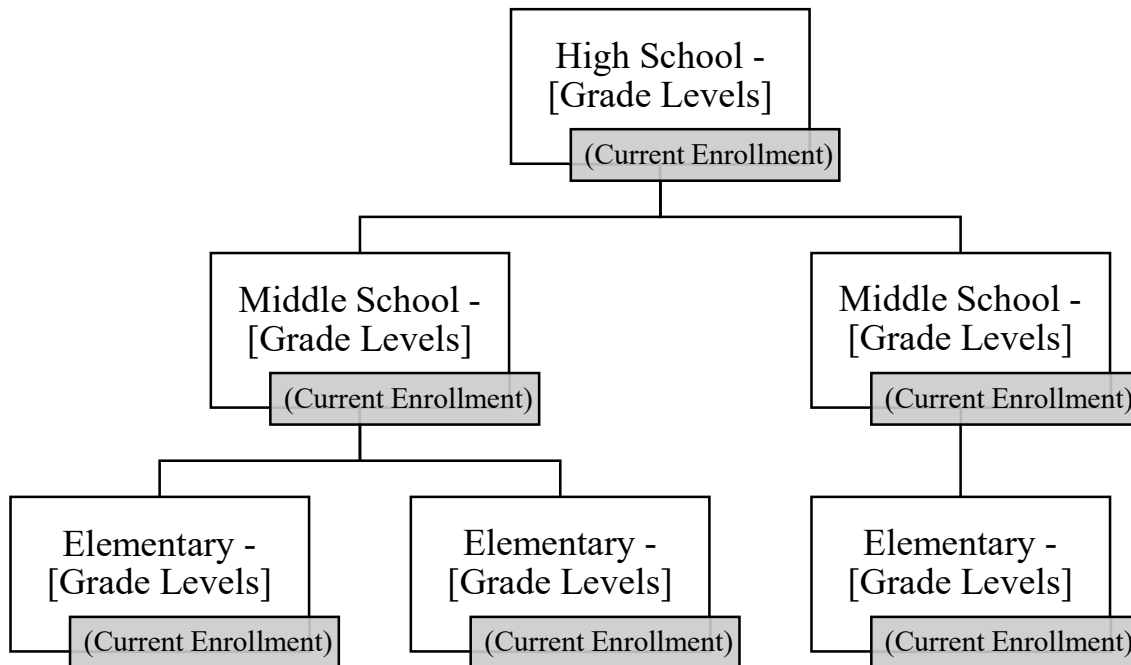 High School -
[Grade Levels]
(Current Enrollment)
Middle School -
[Grade Levels]
(Current Enrollment)
Middle School -
[Grade Levels]
(Current Enrollment)
Elementary -
[Grade Levels]
(Current Enrollment)
Elementary -
[Grade Levels]
(Current Enrollment)
Elementary -
[Grade Levels]
(Current Enrollment)